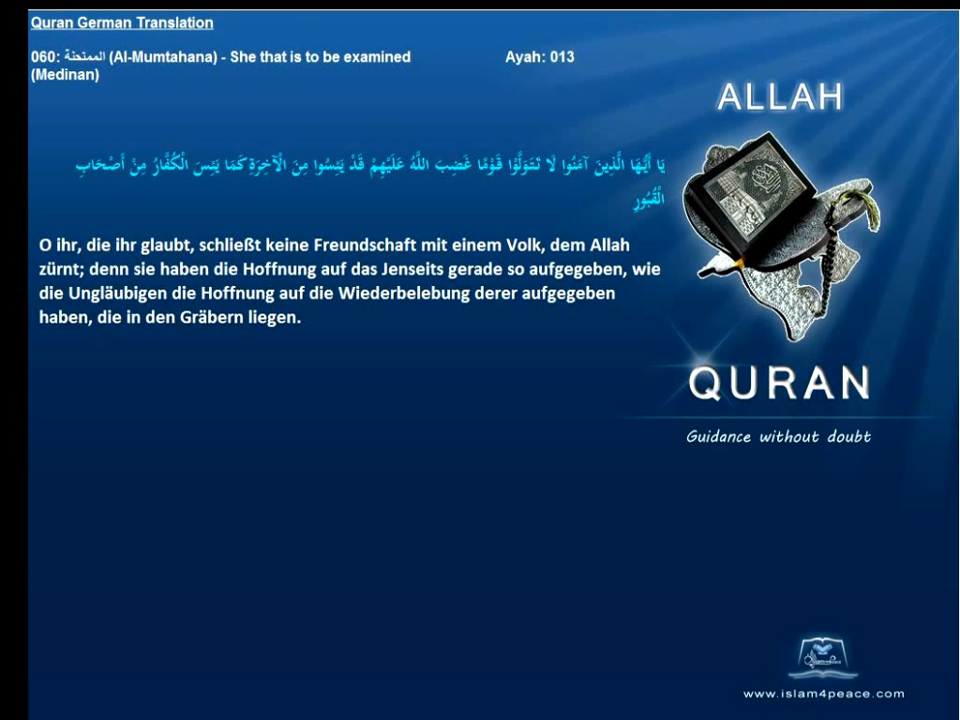 Quran German Translation
060: الممتحنة (Al-Mumtahana) - She that is to be examined
(Medinan)
Ayah: 013
ALLAH
يَا أَيُّهَا الَّذِينَ آمَنُوا لَا تَتَوَلَّوْا قَوْمًا غَضِبَ اللَّهُ عَلَيْهِمْ قَدْ يَئِسُوا مِنَ الْآخِرَةِ كَمَا يَئِسَ الْكُفَّارُ مِنْ أَصْحَابِ
الْقُبُورِ
O ihr, die ihr glaubt, schließt keine Freundschaft mit einem Volk, dem Allah
zürnt; denn sie haben die Hoffnung auf das Jenseits gerade so aufgegeben, wie
die Ungläubigen die Hoffnung auf die Wiederbelebung derer aufgegeben
haben, die in den Gräbern liegen.
QURAN
Guidance without doubt
www.islam4peace.com